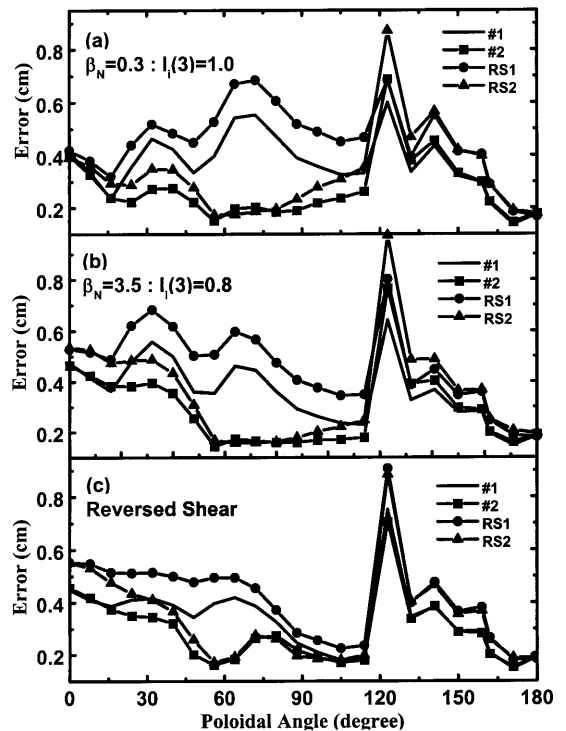 (a)
β_N=0.3 : l_i(3)=1.0
#1
#2
RS1
RS2
0.8
0.6
0.4
0.2
Error (cm)
(b)
β_N=3.5 : l_i(3)=0.8
#1
#2
RS1
RS2
0.8
0.6
0.4
0.2
Error (cm)
(c)
Reversed Shear
#1
#2
RS1
RS2
0.8
0.6
0.4
0.2
Error (cm)
0 30 60 90 120 150 180
Poloidal Angle (degree)